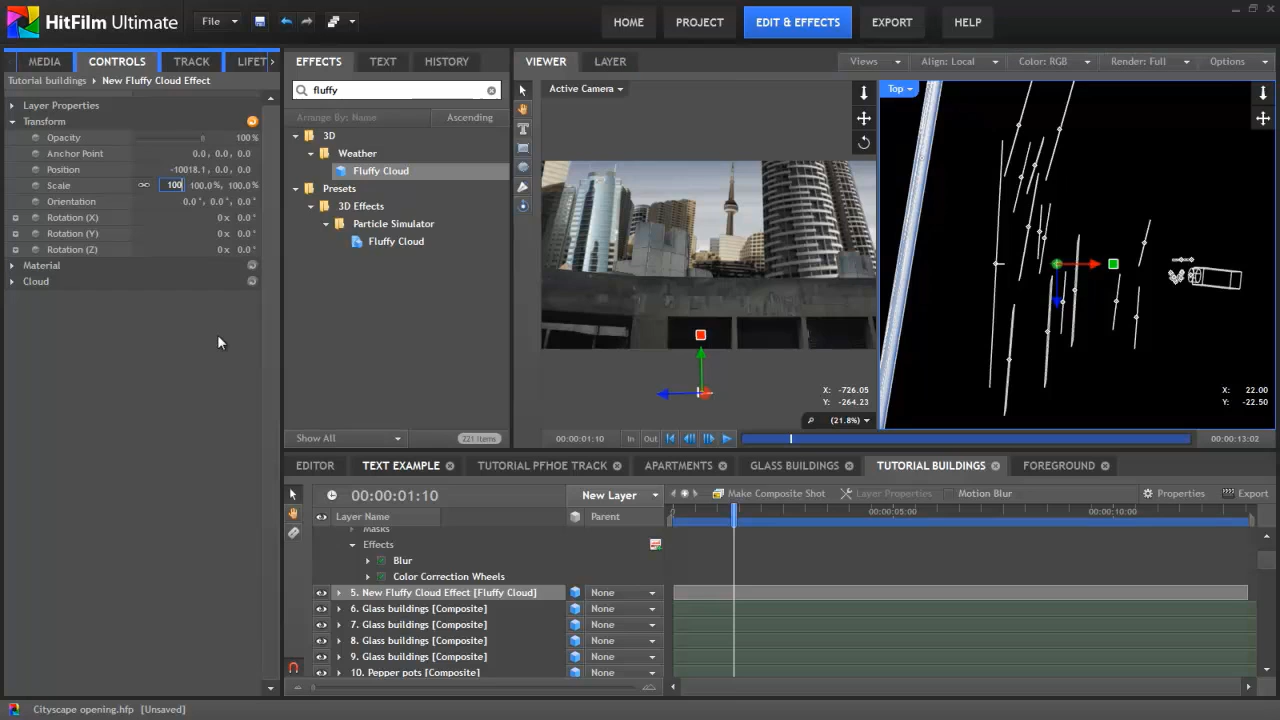 HitFilm Ultimate
File
HOME
PROJECT
EDIT & EFFECTS
EXPORT
HELP
MEDIA
CONTROLS
TRACK
LIFET
Tutorial buildings
New Fluffy Cloud Effect
Layer Properties
Transform
Opacity
100%
Anchor Point
0.0, 0.0, 0.0
Position
-10018.1, 0.0, 0.0
Scale
100
100.0%, 100.0%
Orientation
0.0°, 0.0°, 0.0°
Rotation (X)
0 x 0.0°
Rotation (Y)
0 x 0.0°
Rotation (Z)
0 x 0.0°
Material
Cloud
EFFECTS
TEXT
HISTORY
fluffy
Arrange By: Name
Ascending
3D
Weather
Fluffy Cloud
Presets
3D Effects
Particle Simulator
Fluffy Cloud
Show All
221 Items
VIEWER
LAYER
Views
Align: Local
Color: RGB
Render: Full
Options
Active Camera
Top
X: -726.05
Y: -264.23
(21.8%)
X: 22.00
Y: -22.50
00:00:01:10
In
Out
00:00:13:02
EDITOR
TEXT EXAMPLE
TUTORIAL PFHOE TRACK
APARTMENTS
GLASS BUILDINGS
TUTORIAL BUILDINGS
FOREGROUND
00:00:01:10
New Layer
Make Composite Shot
Layer Properties
Motion Blur
Properties
Export
Layer Name
Parent
00:00:05:00
00:00:10:00
Masks
Effects
Blur
Color Correction Wheels
5. New Fluffy Cloud Effect [Fluffy Cloud]
None
6. Glass buildings [Composite]
None
7. Glass buildings [Composite]
None
8. Glass buildings [Composite]
None
9. Glass buildings [Composite]
None
10. Pepper pots [Composite]
None
Cityscape opening.hfp
[Unsaved]